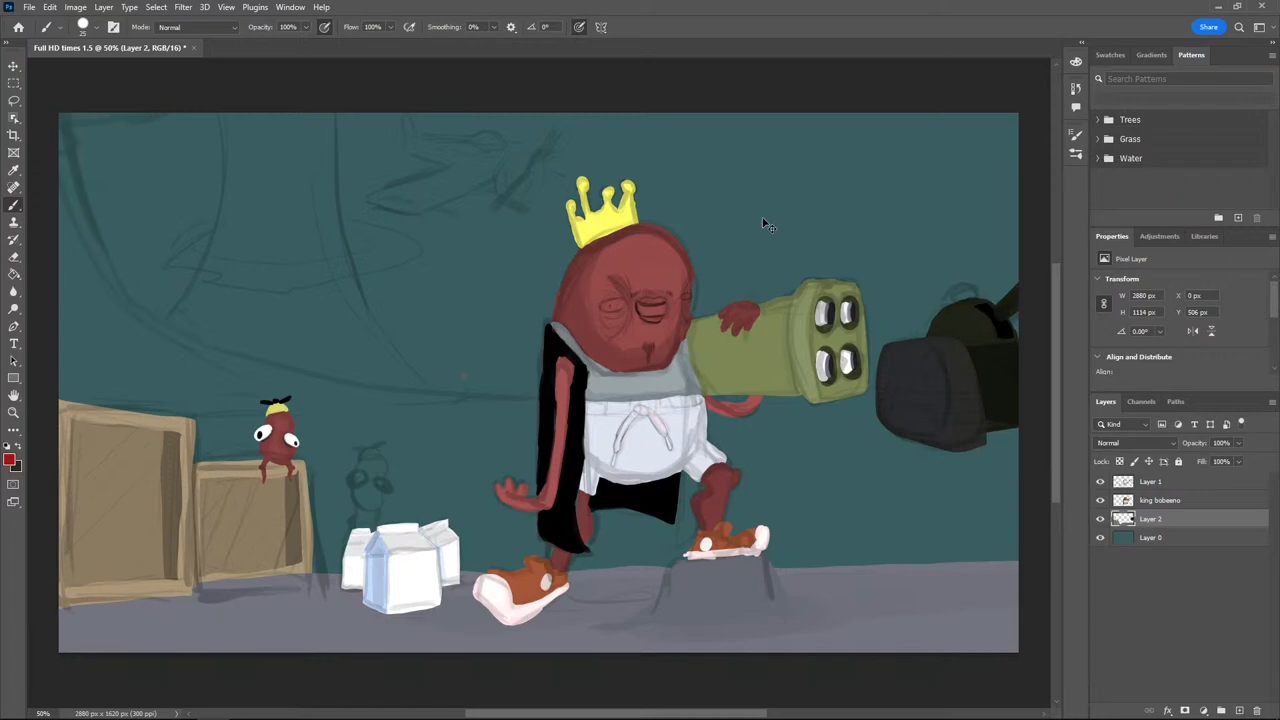 Ps File Edit Image Layer Type Select Filter 3D View Plugins Window Help
25 Mode: Normal Opacity: 100% Flow: 100% Smoothing: 0% 0° Share
Full HD times 1.5 @ 50% (Layer 2, RGB/16) * ×
Swatches Gradients Patterns
Search Patterns
Trees
Grass
Water
Properties Adjustments Libraries
Pixel Layer
Transform
W 2880 px X 0 px
H 1114 px Y 506 px
0.00°
Align and Distribute
Align:
Layers Channels Paths
Kind
Normal Opacity: 100%
Lock: Fill: 100%
Layer 1
king bobeeno
Layer 2
Layer 0
50% 2880 px x 1620 px (300 ppi)